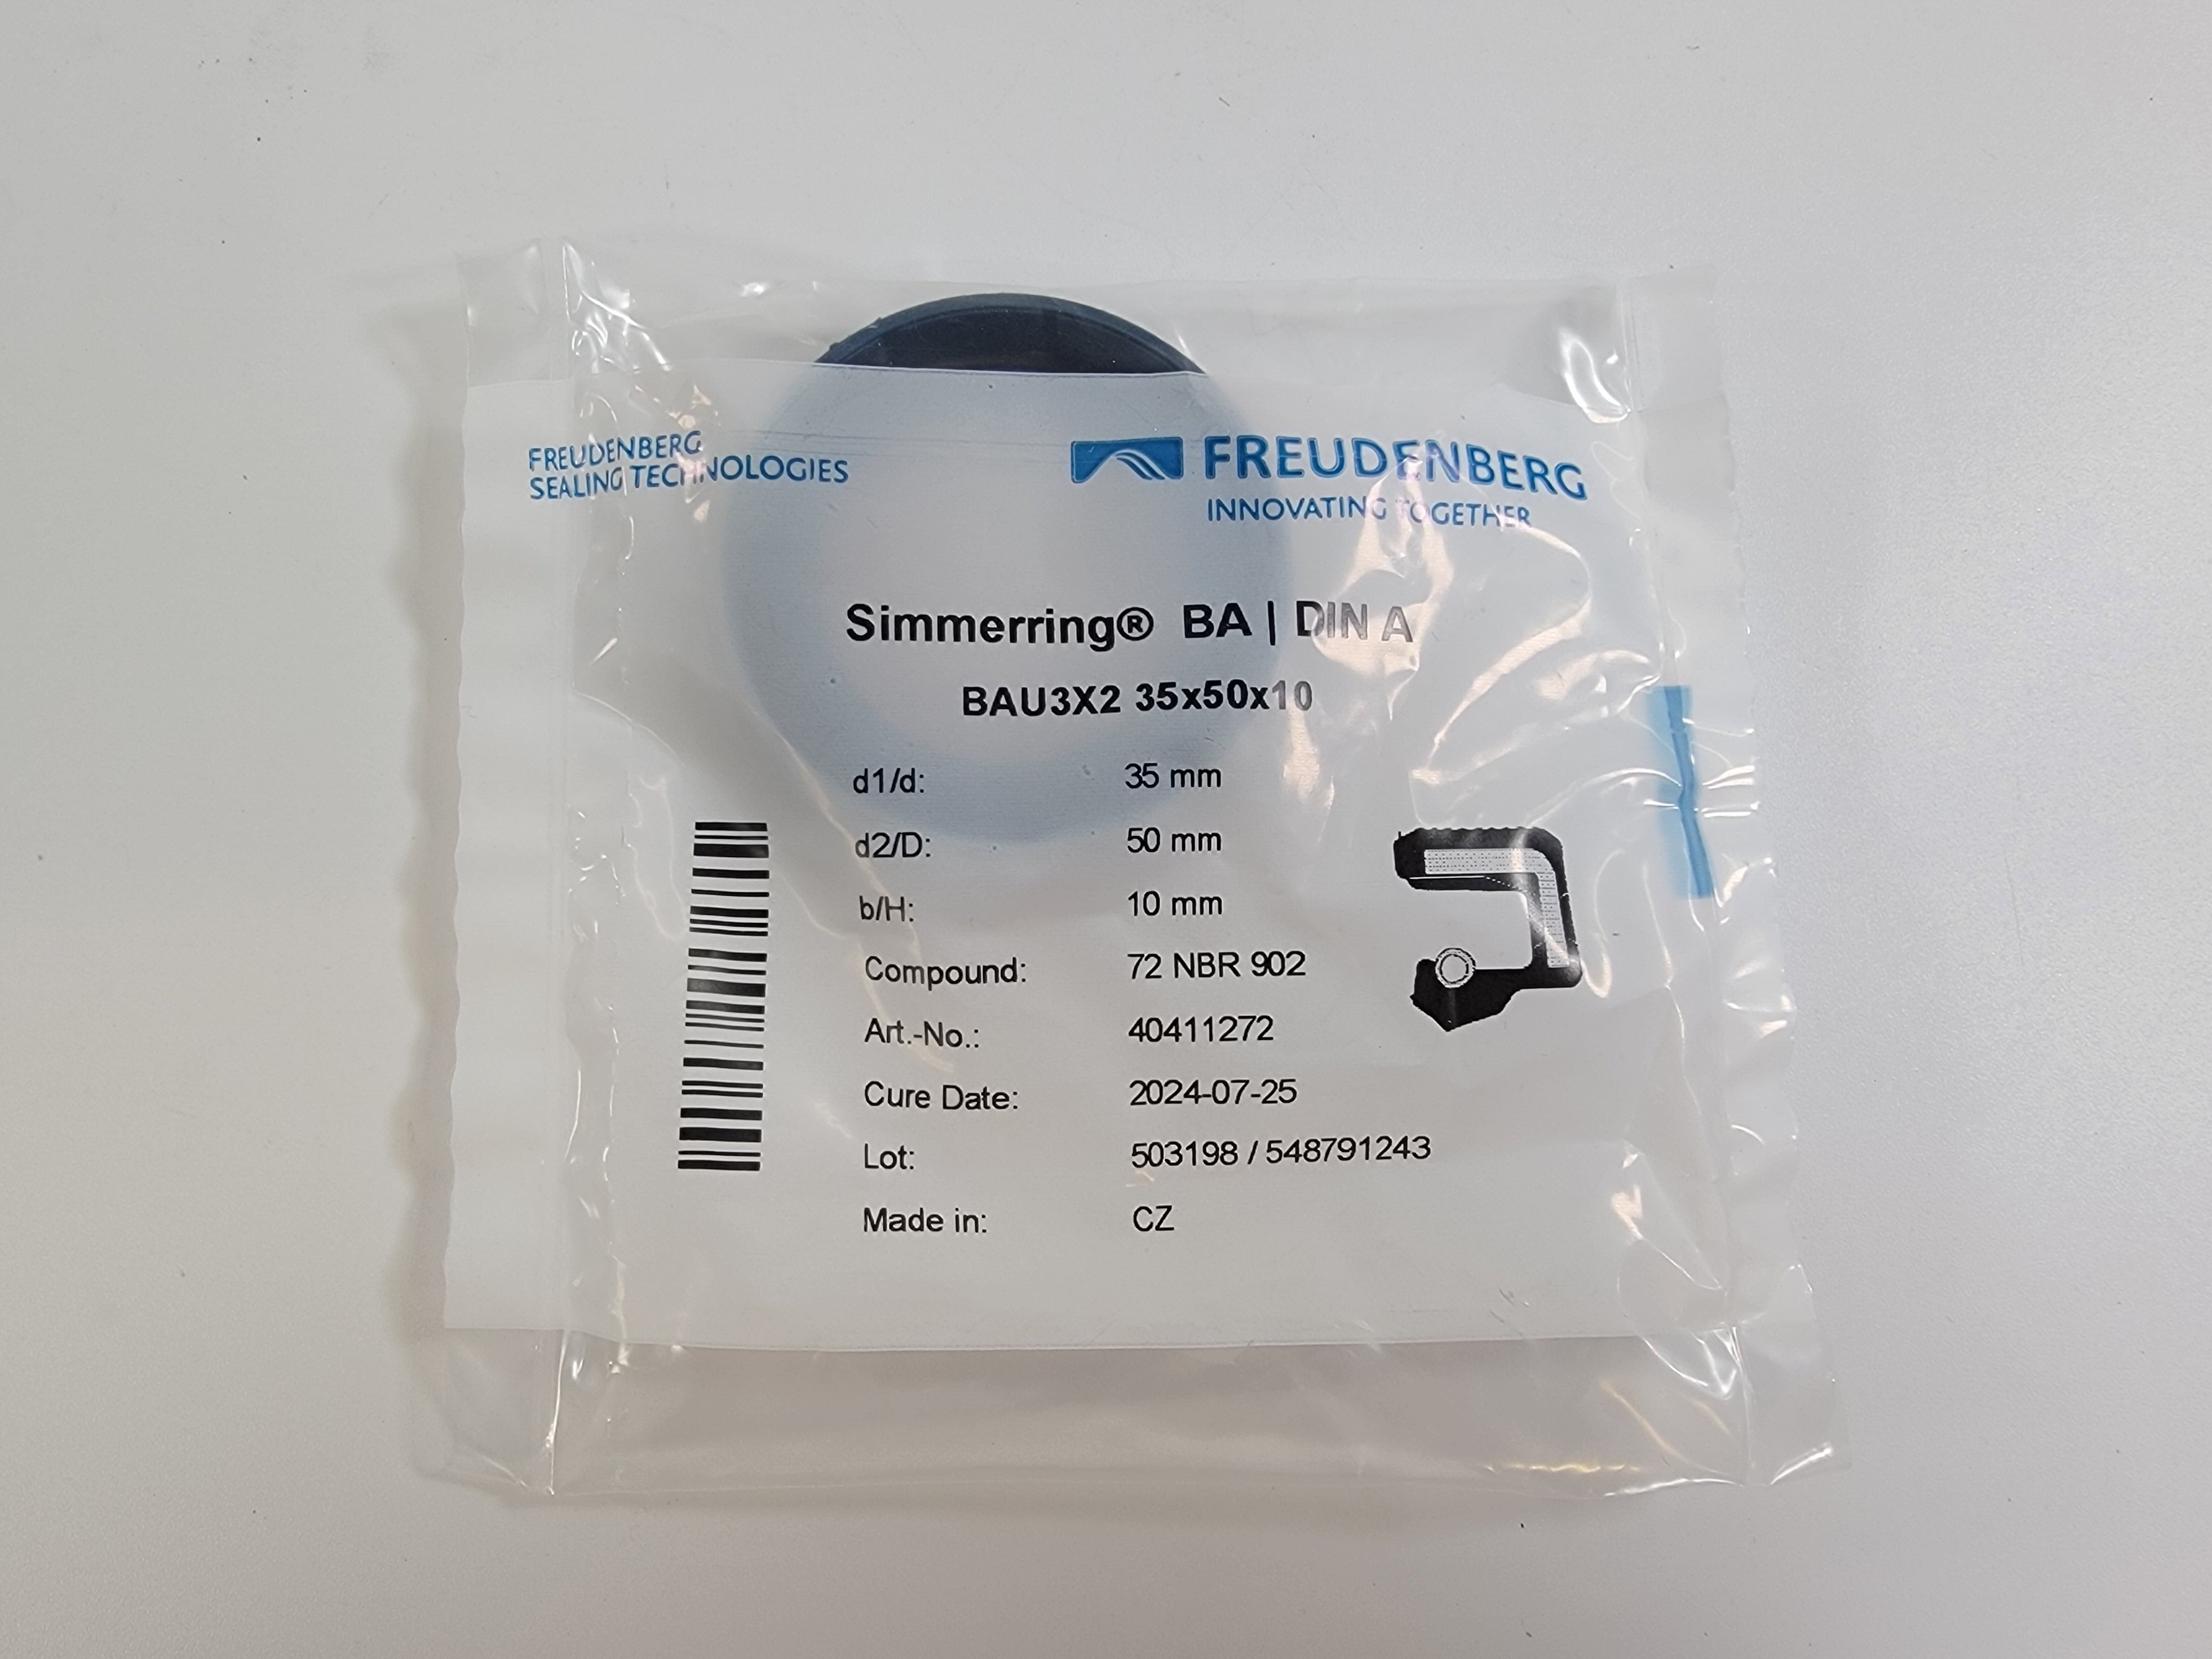 FREUDENBERG
SEALING TECHNOLOGIES
FREUDENBERG
INNOVATING TOGETHER
Simmerring® BA | DIN A
BAU3X2 35x50x10
d1/d: 35 mm
d2/D: 50 mm
b/H: 10 mm
Compound: 72 NBR 902
Art.-No.: 40411272
Cure Date: 2024-07-25
Lot: 503198 / 548791243
Made in: CZ